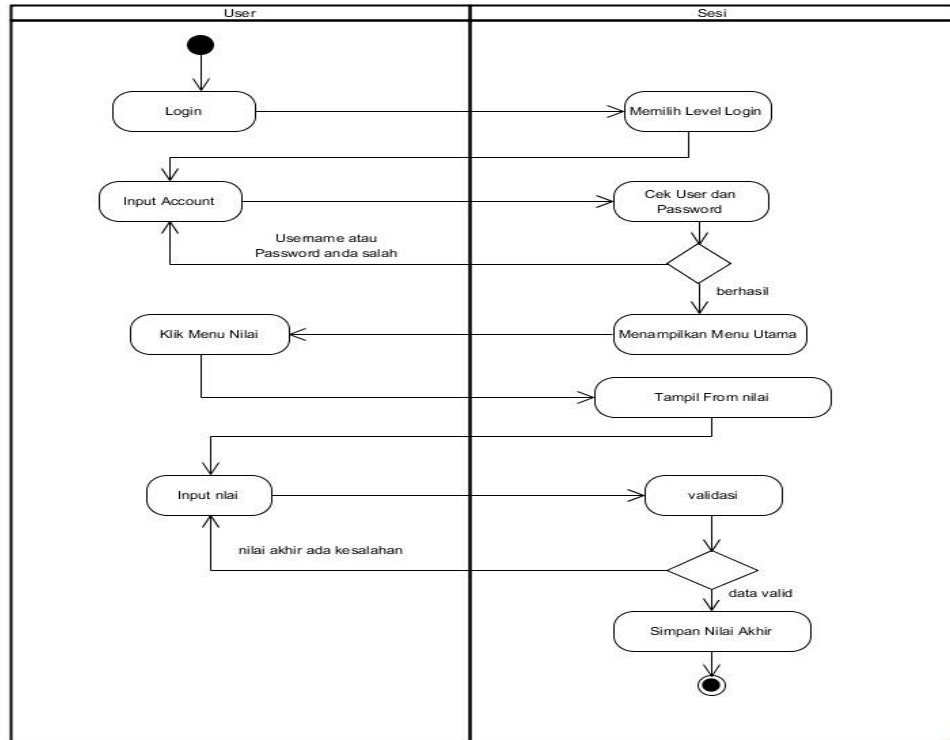 User
Sesi
Login
Memilih Level Login
Input Account
Cek User dan
Password
Username atau
Password anda salah
berhasil
Klik Menu Nilai
Menampilkan Menu Utama
Tampil From nilai
Input nlai
validasi
nilai akhir ada kesalahan
data valid
Simpan Nilai Akhir